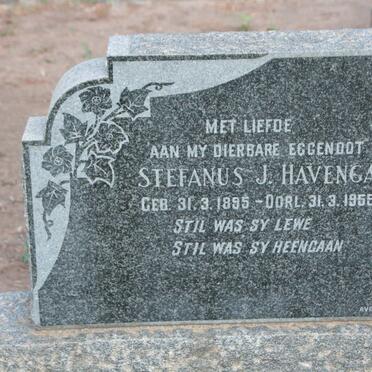 MET LIEFDE
AAN MY DIERBARE EGGENOOT
STEFANUS J. HAVENGA
GEB. 31. 3. 1895 - OORL. 31. 3. 1958
STIL WAS SY LEWE
STIL WAS SY HEENGAAN